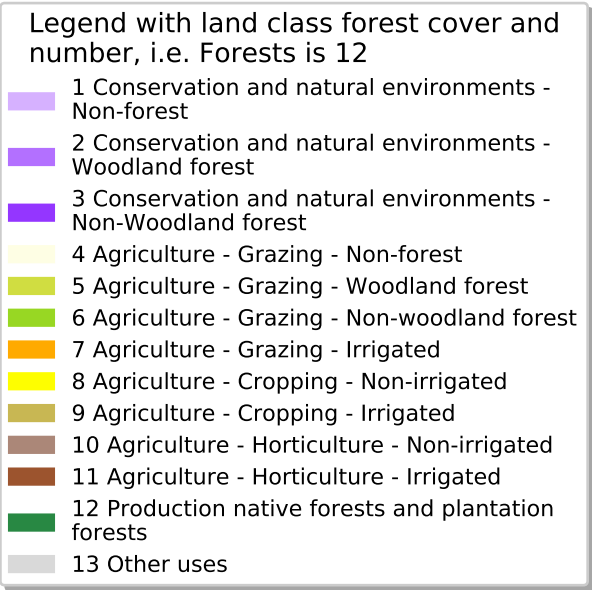 Legend with land class forest cover and
number, i.e. Forests is 12
1 Conservation and natural environments -
Non-forest
2 Conservation and natural environments -
Woodland forest
3 Conservation and natural environments -
Non-Woodland forest
4 Agriculture - Grazing - Non-forest
5 Agriculture - Grazing - Woodland forest
6 Agriculture - Grazing - Non-woodland forest
7 Agriculture - Grazing - Irrigated
8 Agriculture - Cropping - Non-irrigated
9 Agriculture - Cropping - Irrigated
10 Agriculture - Horticulture - Non-irrigated
11 Agriculture - Horticulture - Irrigated
12 Production native forests and plantation
forests
13 Other uses